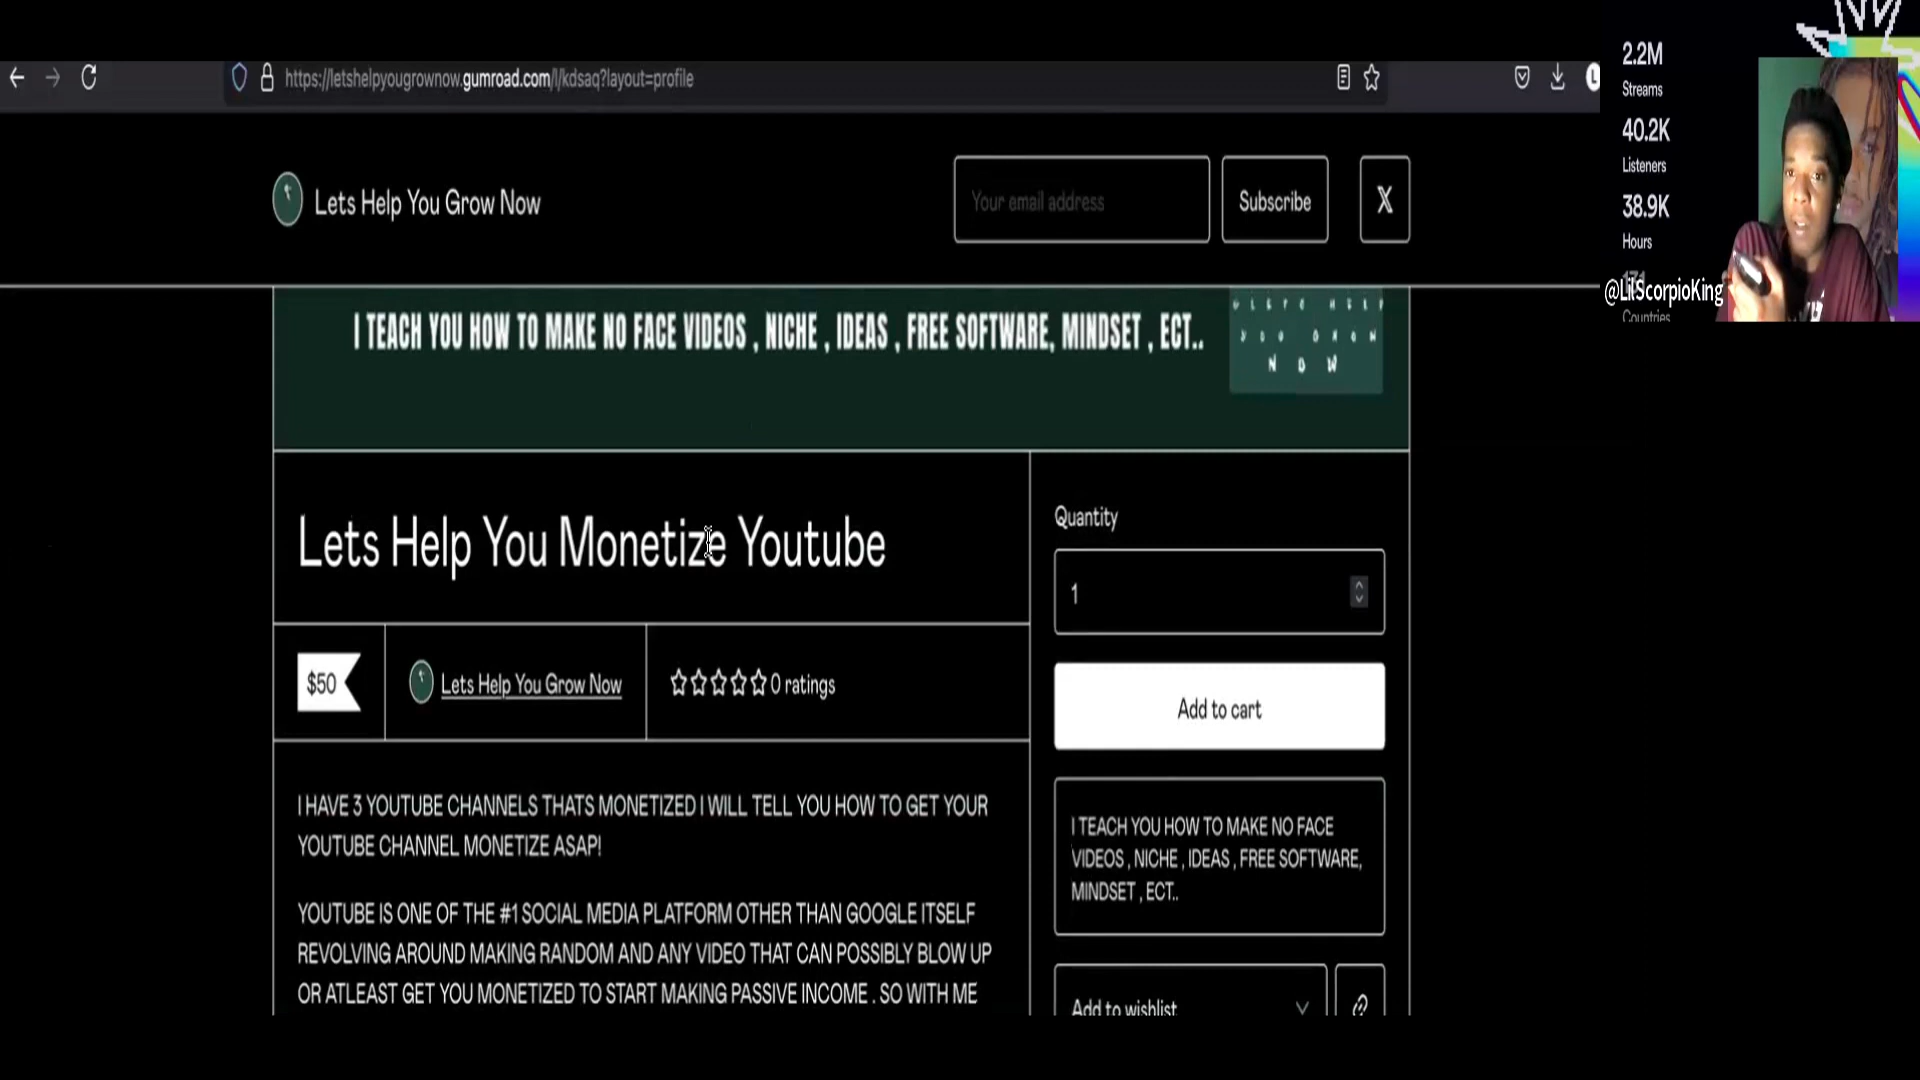 https://letshelpyougrownow.gumroad.com/l/kdsaq?layout=profile
L
Lets Help You Grow Now
Your email address
Subscribe
X
2.2M
Streams
40.2K
Listeners
38.9K
Hours
@LilScorpioKing
Countries
I TEACH YOU HOW TO MAKE NO FACE VIDEOS , NICHE , IDEAS , FREE SOFTWARE, MINDSET , ECT..
N O W
Lets Help You Monetize Youtube
$50
Lets Help You Grow Now
0 ratings
I HAVE 3 YOUTUBE CHANNELS THATS MONETIZED I WILL TELL YOU HOW TO GET YOUR
YOUTUBE CHANNEL MONETIZE ASAP!
YOUTUBE IS ONE OF THE #1 SOCIAL MEDIA PLATFORM OTHER THAN GOOGLE ITSELF
REVOLVING AROUND MAKING RANDOM AND ANY VIDEO THAT CAN POSSIBLY BLOW UP
OR ATLEAST GET YOU MONETIZED TO START MAKING PASSIVE INCOME . SO WITH ME
Quantity
1
Add to cart
I TEACH YOU HOW TO MAKE NO FACE
VIDEOS , NICHE , IDEAS , FREE SOFTWARE,
MINDSET , ECT..
Add to wishlist